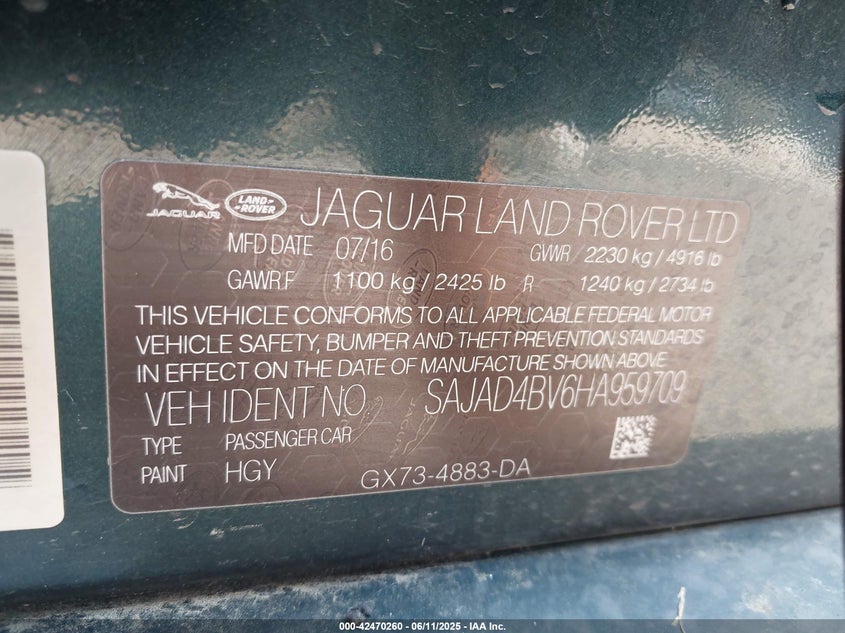 JAGUAR
LAND ROVER
JAGUAR LAND ROVER LTD
MFD DATE 07/16 GWR 2230 kg / 4916 lb
GAWR.F 1100 kg / 2425 lb R 1240 kg / 2734 lb
THIS VEHICLE CONFORMS TO ALL APPLICABLE FEDERAL MOTOR
VEHICLE SAFETY, BUMPER AND THEFT PREVENTION STANDARDS
IN EFFECT ON THE DATE OF MANUFACTURE SHOWN ABOVE.
VEH IDENT NO. SAJAD4BV6HA959709
TYPE PASSENGER CAR
PAINT HGY GX73-4883-DA
000-42470260 - 06/11/2025 - IAA Inc.